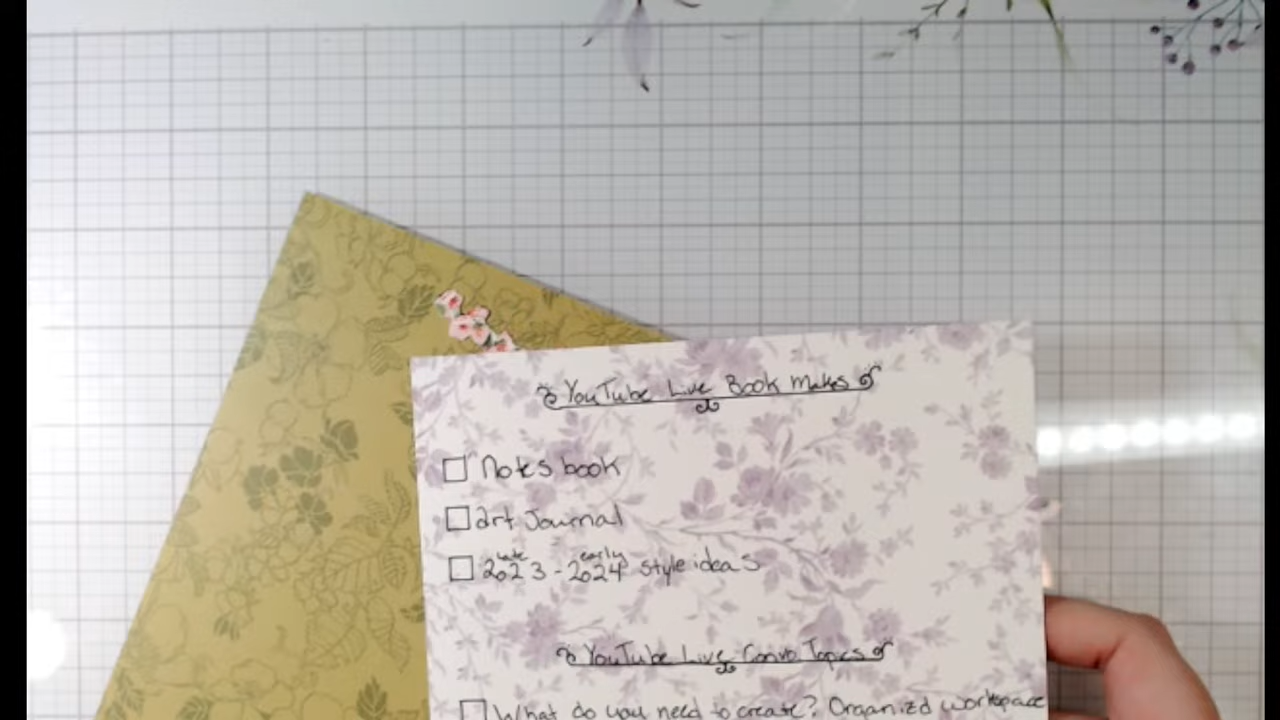 YouTube Live Book Makes
Notes book
art Journal
late early
2023 - 2024 style ideas
YouTube Live Convo Topics
What do you need to create? Organized workspace